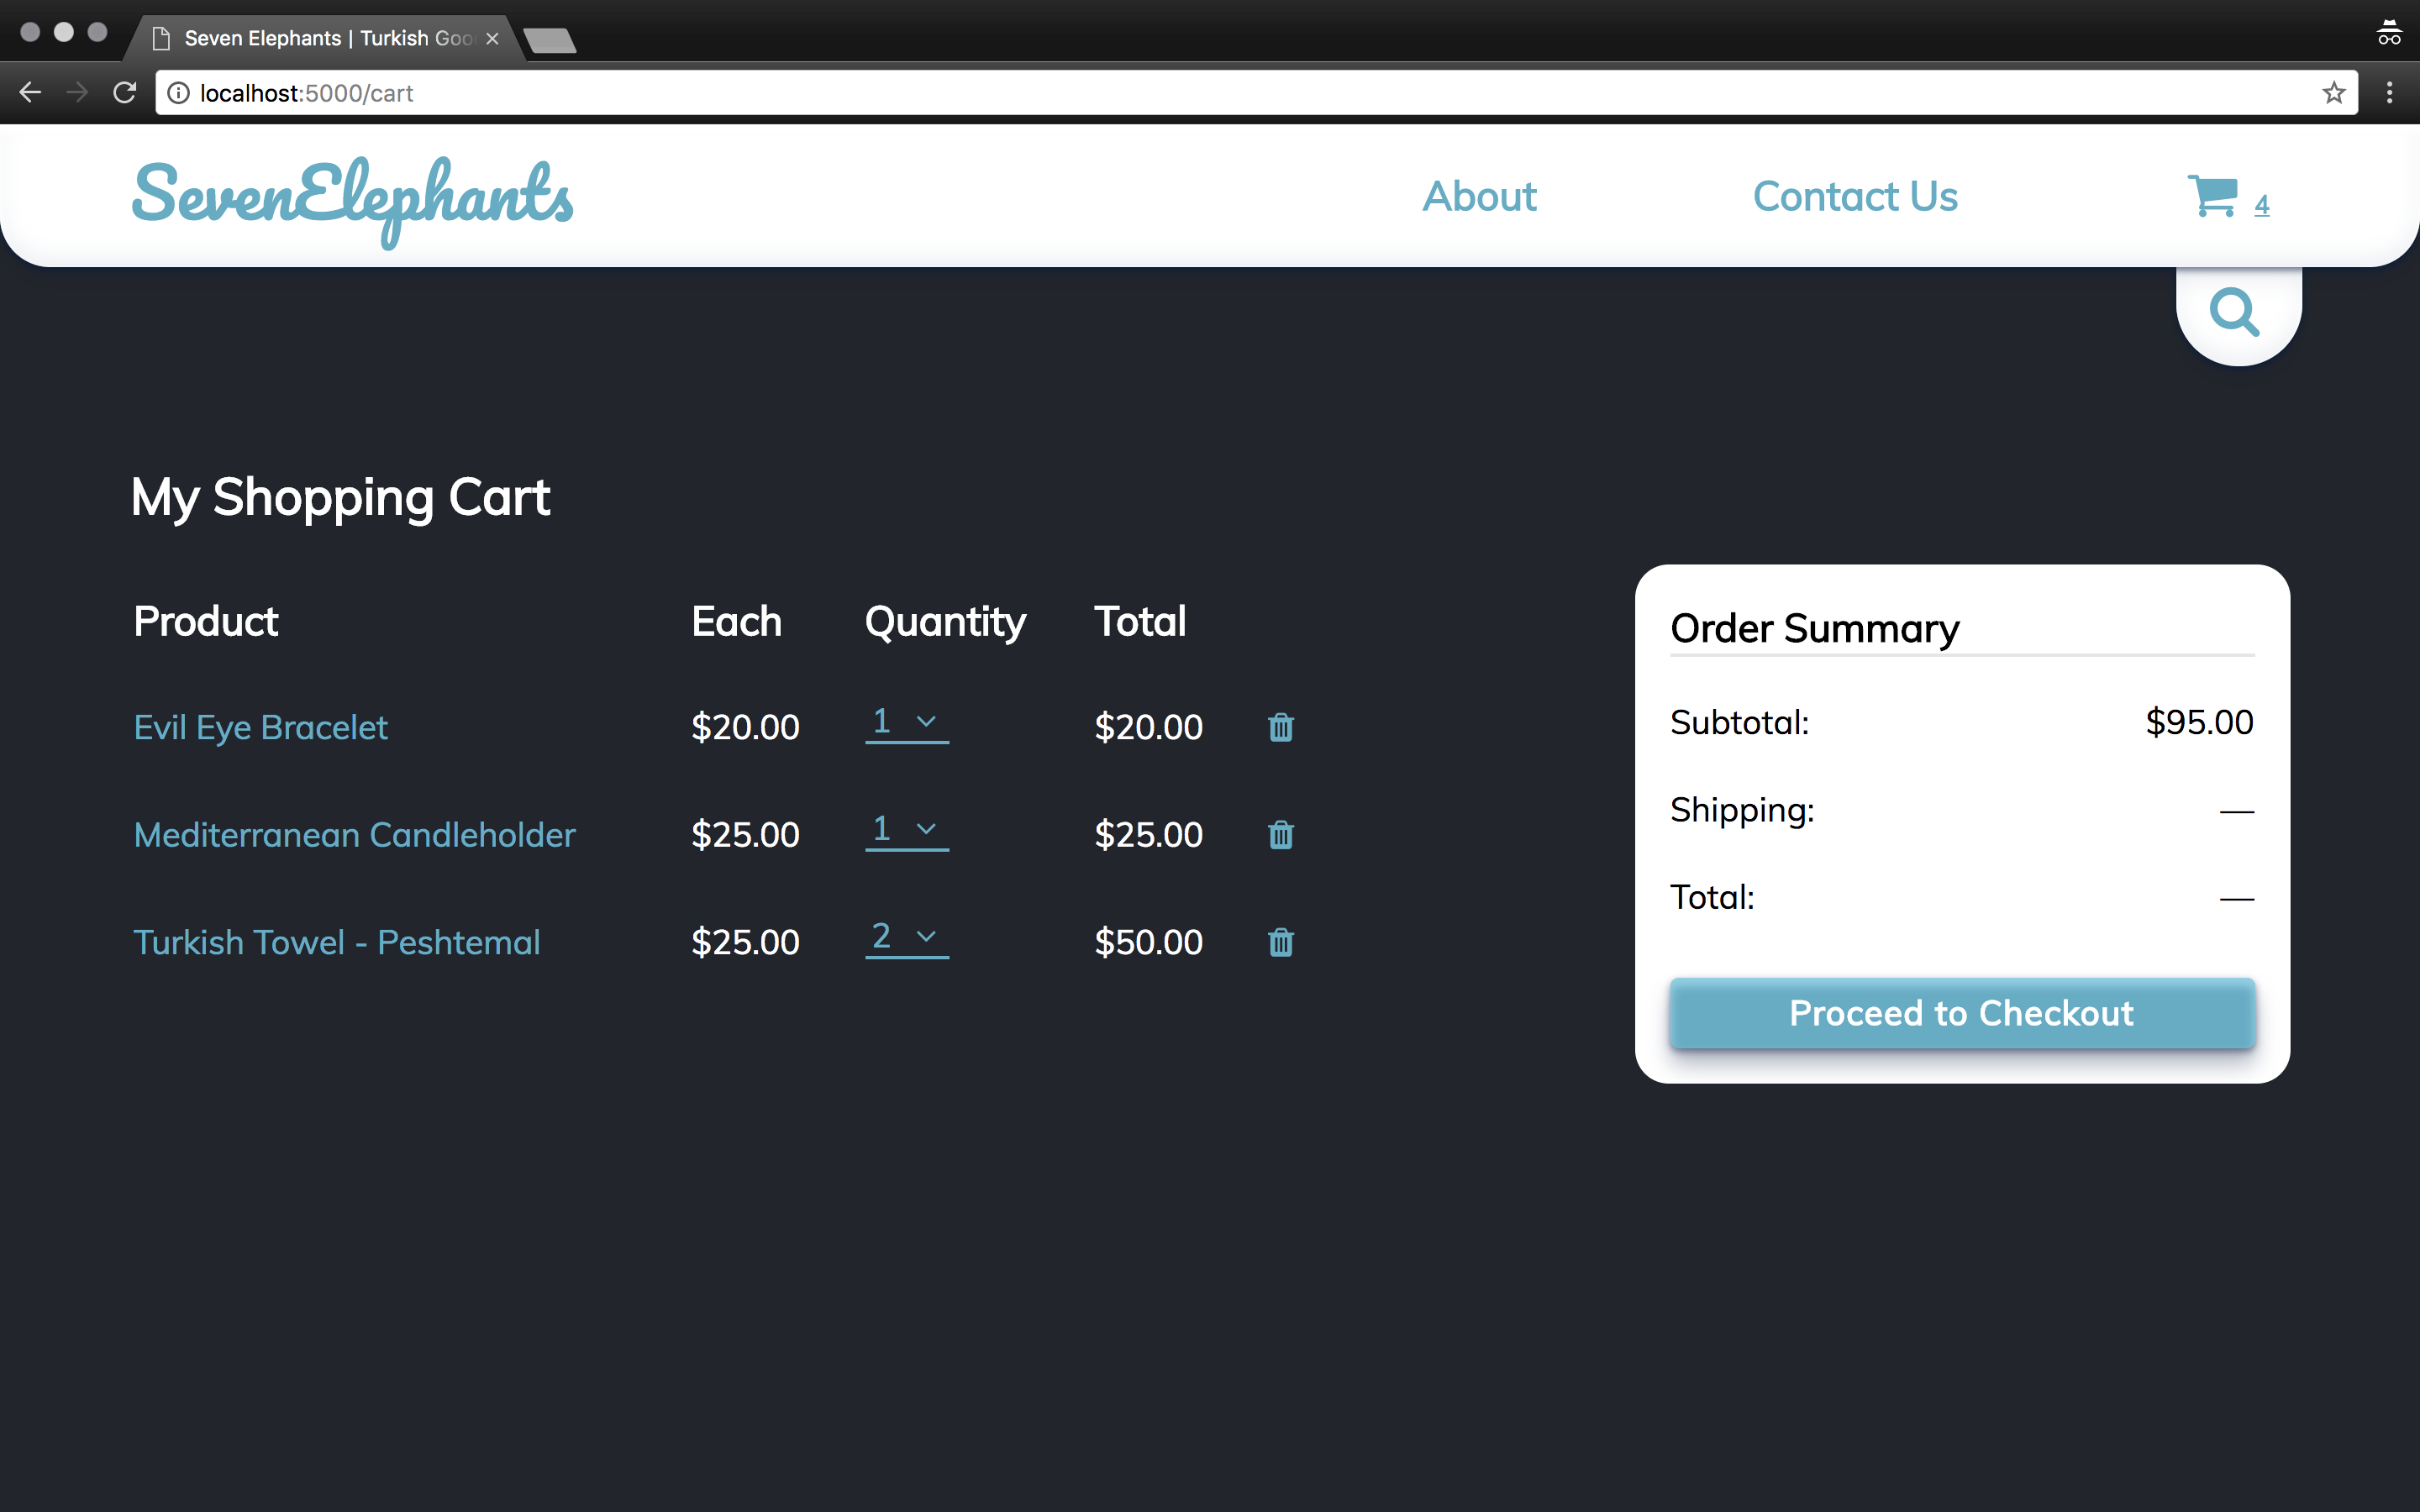 Seven Elephants | Turkish Goo
localhost:5000/cart
SevenElephants
About
Contact Us
4
My Shopping Cart
Product Each Quantity Total
Evil Eye Bracelet $20.00 1 $20.00
Mediterranean Candleholder $25.00 1 $25.00
Turkish Towel - Peshtemal $25.00 2 $50.00
Order Summary
Subtotal: $95.00
Shipping: —
Total: —
Proceed to Checkout